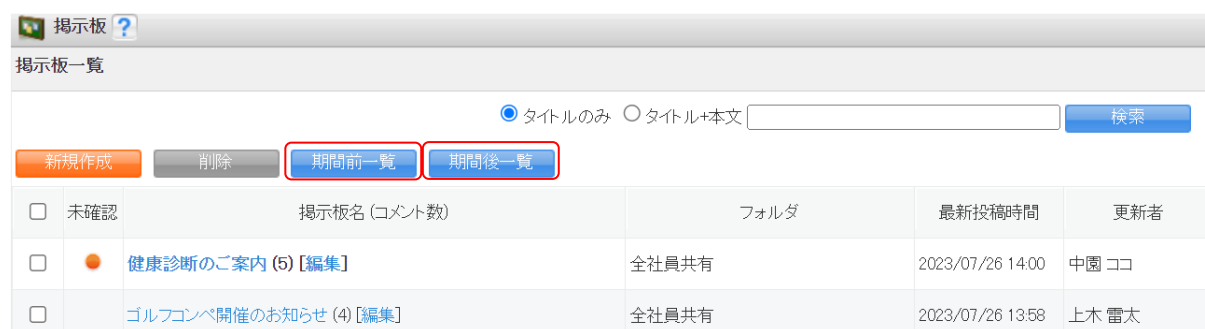 掲示板 ?
掲示板一覧
タイトルのみ タイトル+本文 検索
新規作成 削除 期間前一覧 期間後一覧
未確認 掲示板名 (コメント数) フォルダ 最新投稿時間 更新者
健康診断のご案内 (5) [編集] 全社員共有 2023/07/26 14:00 中園 ココ
ゴルフコンペ開催のお知らせ (4) [編集] 全社員共有 2023/07/26 13:58 上木 雷太